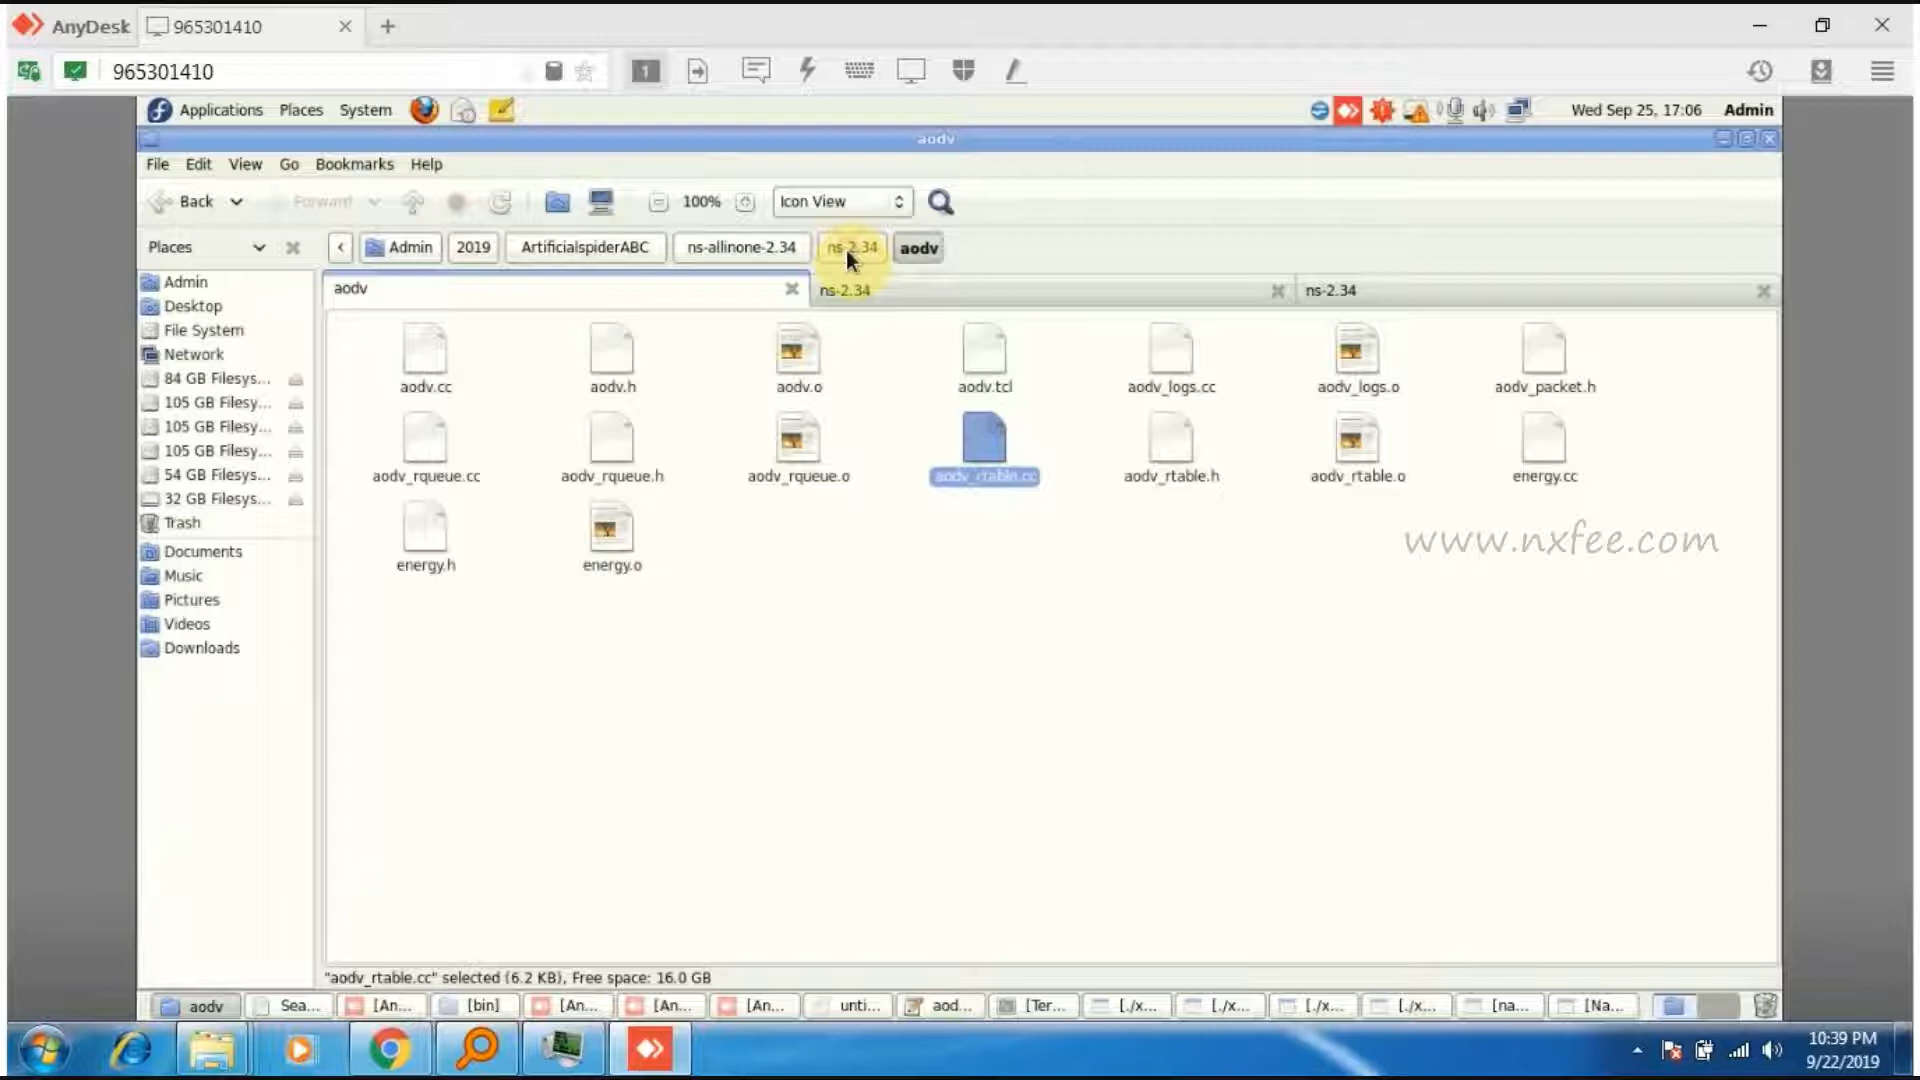 AnyDesk 965301410
965301410
Applications Places System Wed Sep 25, 17:06 Admin
aodv
File Edit View Go Bookmarks Help
Back Forward 100% Icon View
Places Admin 2019 ArtificialspiderABC ns-allinone-2.34 ns-2.34 aodv
aodv ns-2.34 ns-2.34
Admin
Desktop
File System
Network
84 GB Filesys...
105 GB Filesy...
105 GB Filesy...
105 GB Filesy...
54 GB Filesys...
32 GB Filesys...
Trash
Documents
Music
Pictures
Videos
Downloads
aodv.cc aodv.h aodv.o aodv.tcl aodv_logs.cc aodv_logs.o aodv_packet.h
aodv_rqueue.cc aodv_rqueue.h aodv_rqueue.o aodv_rtable.cc aodv_rtable.h aodv_rtable.o energy.cc
energy.h energy.o
www.nxfee.com
"aodv_rtable.cc" selected (6.2 KB), Free space: 16.0 GB
aodv Sea... [An... [bin] [An... [An... [An... unti... aod... [Ter... [./x... [./x... [./x... [./x... [na... [Na...
10:39 PM
9/22/2019